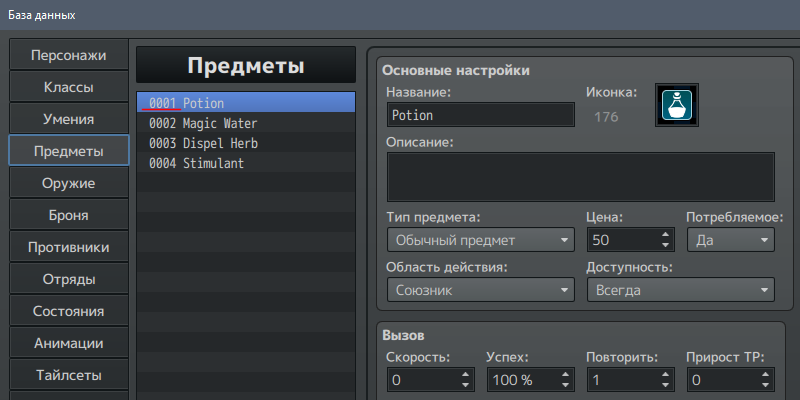 База данных
Персонажи
Классы
Умения
Предметы
Оружие
Броня
Противники
Отряды
Состояния
Анимации
Тайлсеты
Предметы
0001 Potion
0002 Magic Water
0003 Dispel Herb
0004 Stimulant
Основные настройки
Название: Иконка:
Potion 176
Описание:
Тип предмета: Цена: Потребляемое:
Обычный предмет 50 Да
Область действия: Доступность:
Союзник Всегда
Вызов
Скорость: Успех: Повторить: Прирост TP:
0 100 % 1 0